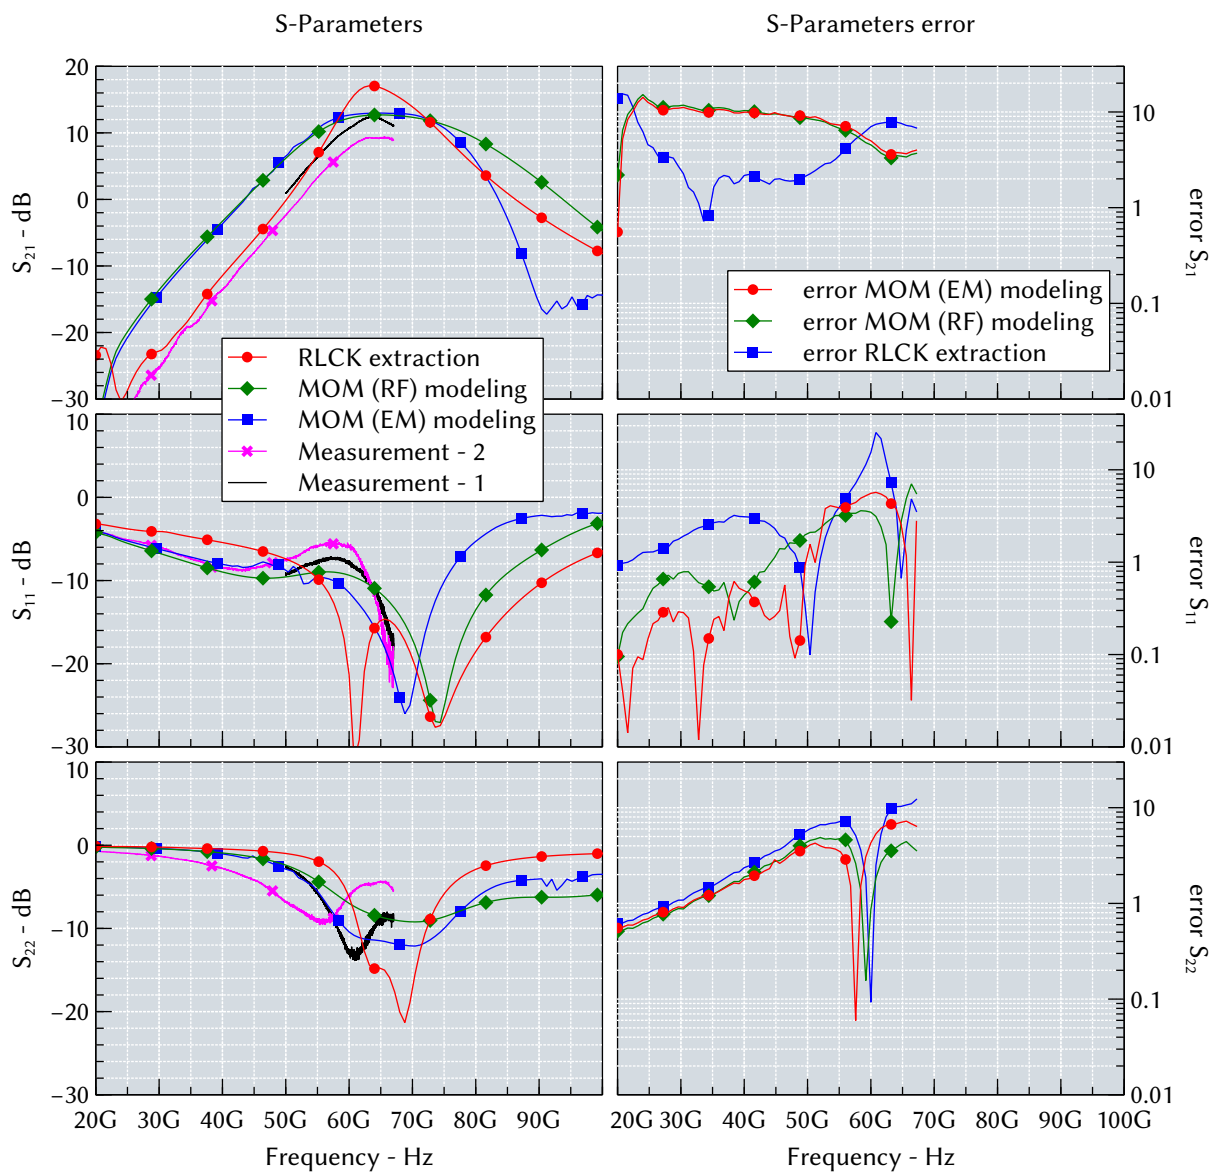 S-Parameters
S-Parameters error
20
10
0
−10
−20
−30
S21 - dB
10
1
0.1
0.01
error S21
error MOM (EM) modeling
error MOM (RF) modeling
error RLCK extraction
RLCK extraction
MOM (RF) modeling
MOM (EM) modeling
Measurement - 2
Measurement - 1
10
0
−10
−20
−30
S11 - dB
10
1
0.1
0.01
error S11
10
0
−10
−20
−30
S22 - dB
10
1
0.1
0.01
error S22
20G 30G 40G 50G 60G 70G 80G 90G
20G 30G 40G 50G 60G 70G 80G 90G 100G
Frequency - Hz
Frequency - Hz